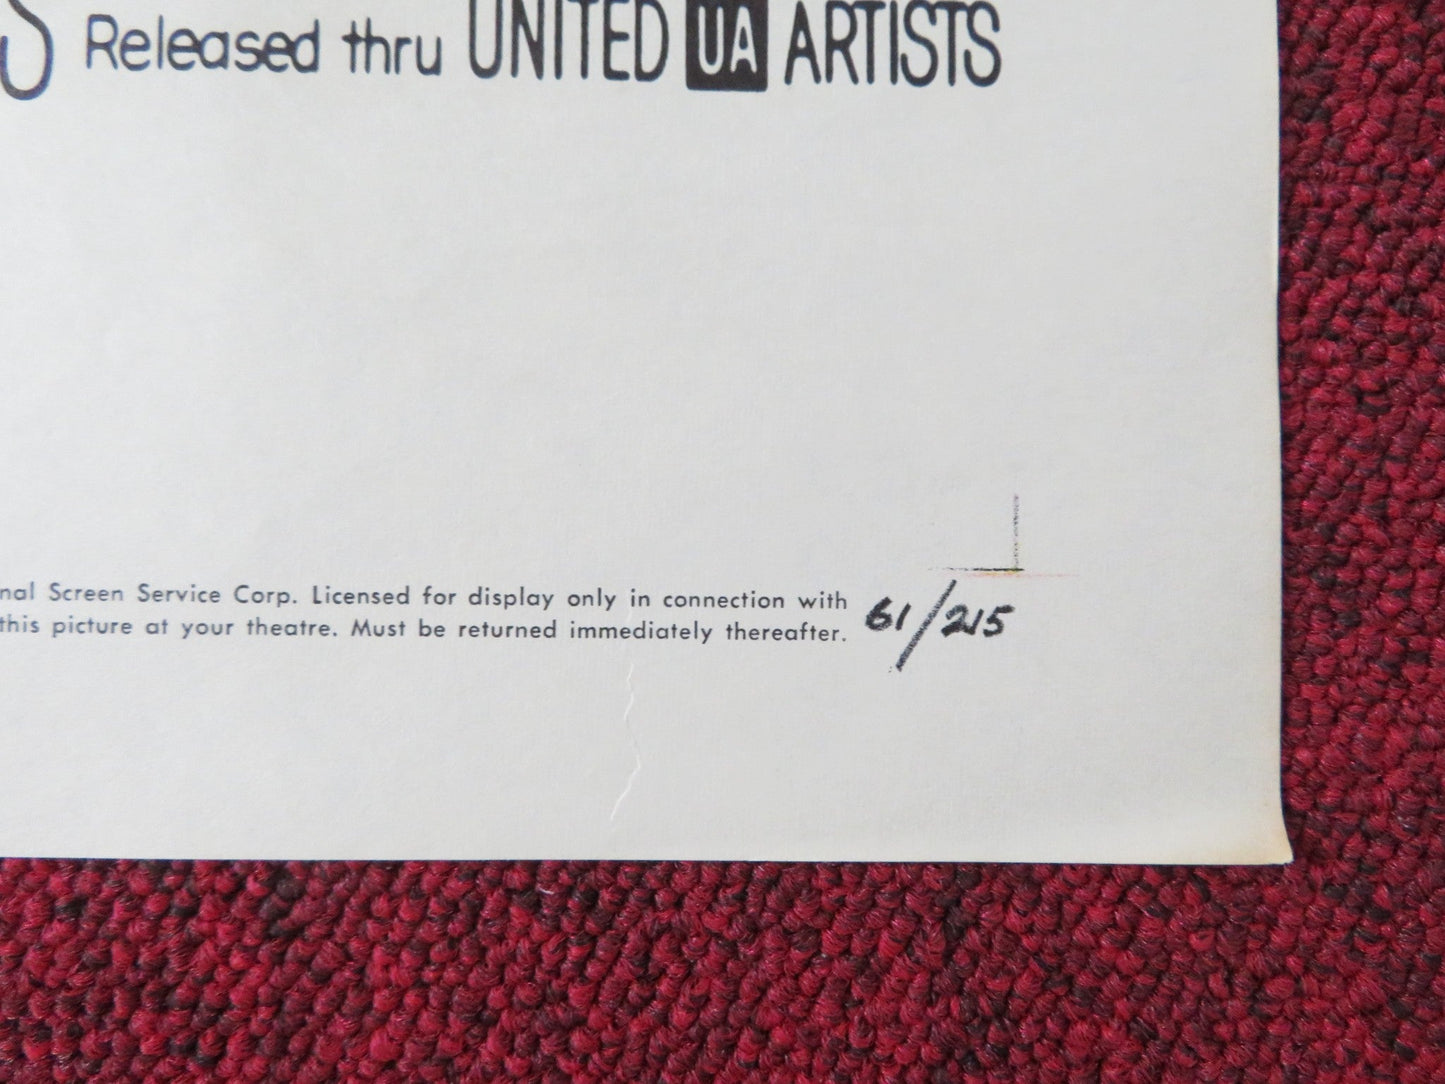 S Released thru UNITED UA ARTISTS
nal Screen Service Corp. Licensed for display only in connection with
this picture at your theatre. Must be returned immediately thereafter.
61/215